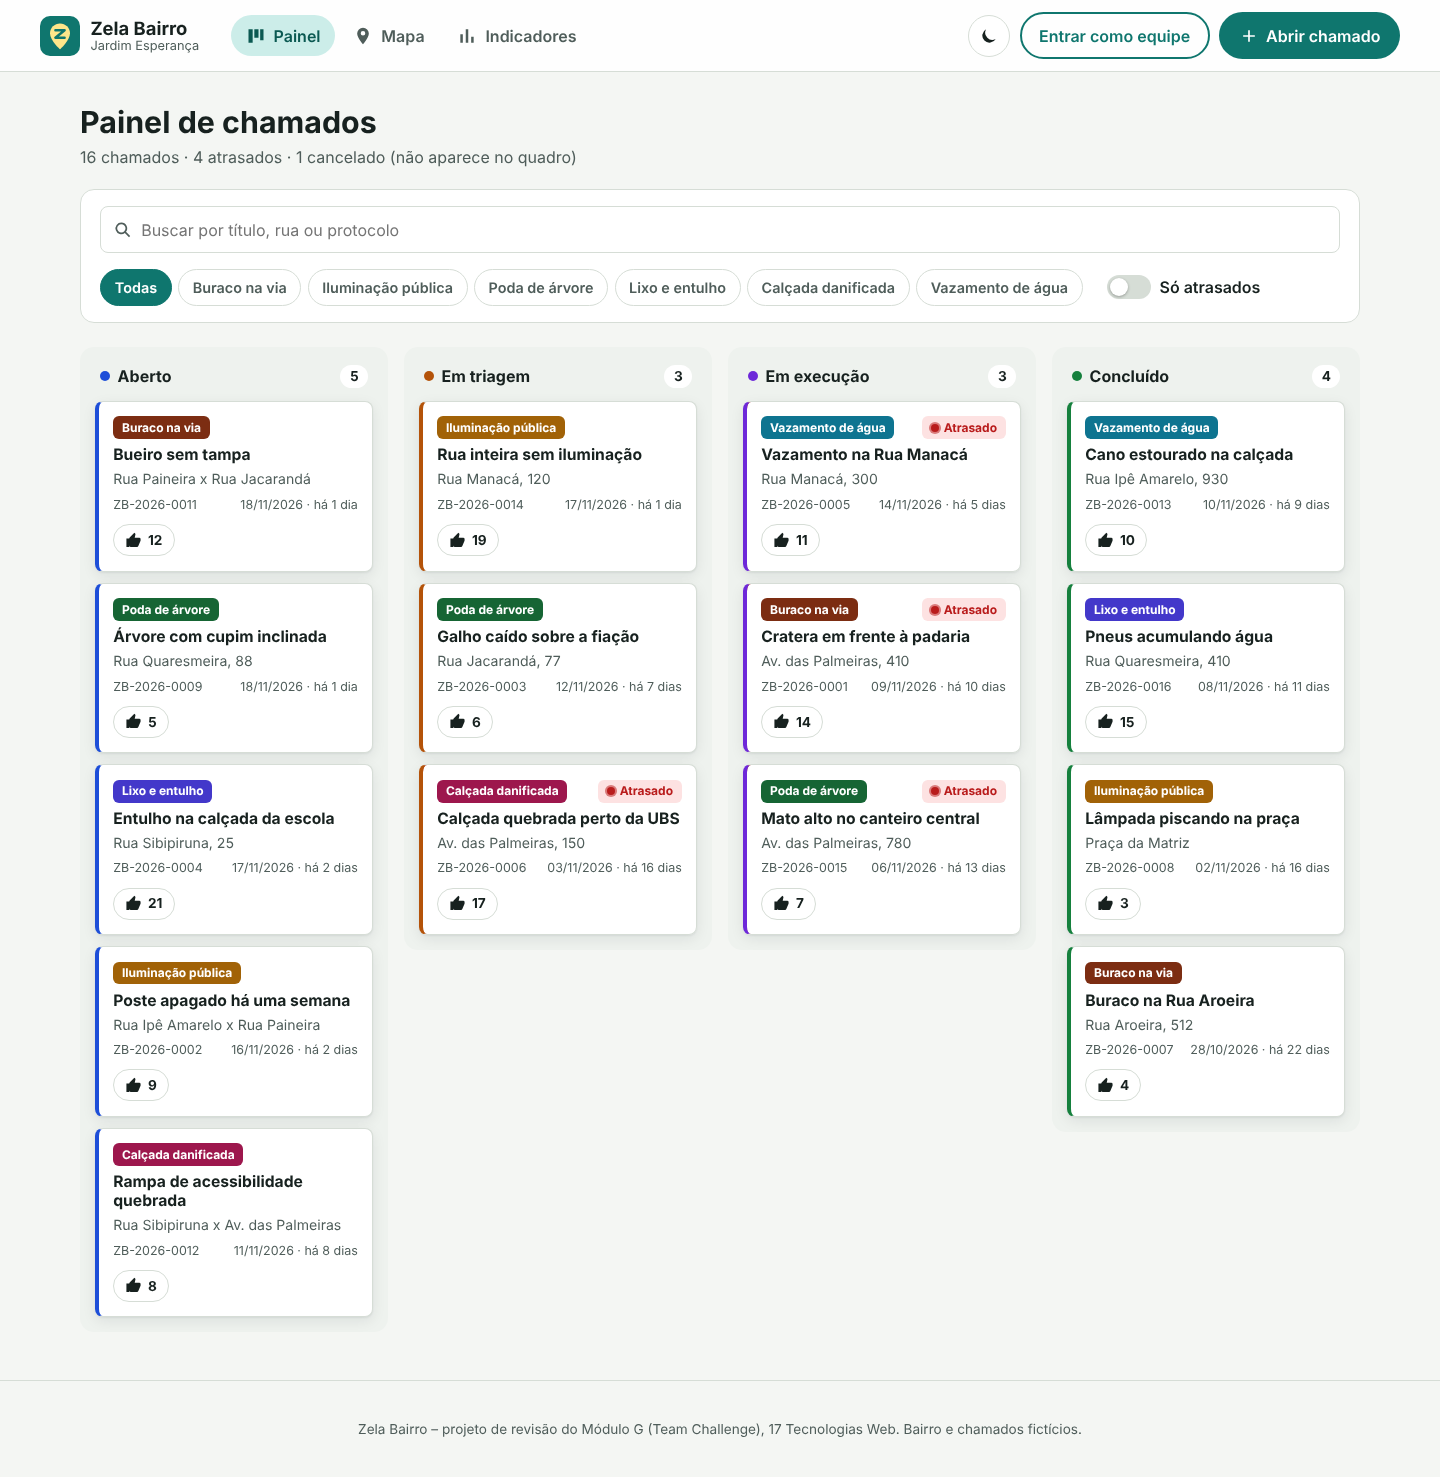 Zela Bairro
Jardim Esperança
Painel
Mapa
Indicadores
Entrar como equipe
Abrir chamado
Painel de chamados
16 chamados · 4 atrasados · 1 cancelado (não aparece no quadro)
Buscar por título, rua ou protocolo
Todas
Buraco na via
Iluminação pública
Poda de árvore
Lixo e entulho
Calçada danificada
Vazamento de água
Só atrasados
Aberto
5
Buraco na via
Bueiro sem tampa
Rua Paineira x Rua Jacarandá
ZB-2026-0011 18/11/2026 · há 1 dia
12
Poda de árvore
Árvore com cupim inclinada
Rua Quaresmeira, 88
ZB-2026-0009 18/11/2026 · há 1 dia
5
Lixo e entulho
Entulho na calçada da escola
Rua Sibipiruna, 25
ZB-2026-0004 17/11/2026 · há 2 dias
21
Iluminação pública
Poste apagado há uma semana
Rua Ipê Amarelo x Rua Paineira
ZB-2026-0002 16/11/2026 · há 2 dias
9
Calçada danificada
Rampa de acessibilidade
quebrada
Rua Sibipiruna x Av. das Palmeiras
ZB-2026-0012 11/11/2026 · há 8 dias
8
Em triagem
3
Iluminação pública
Rua inteira sem iluminação
Rua Manacá, 120
ZB-2026-0014 17/11/2026 · há 1 dia
19
Poda de árvore
Galho caído sobre a fiação
Rua Jacarandá, 77
ZB-2026-0003 12/11/2026 · há 7 dias
6
Calçada danificada
Atrasado
Calçada quebrada perto da UBS
Av. das Palmeiras, 150
ZB-2026-0006 03/11/2026 · há 16 dias
17
Em execução
3
Vazamento de água
Atrasado
Vazamento na Rua Manacá
Rua Manacá, 300
ZB-2026-0005 14/11/2026 · há 5 dias
11
Buraco na via
Atrasado
Cratera em frente à padaria
Av. das Palmeiras, 410
ZB-2026-0001 09/11/2026 · há 10 dias
14
Poda de árvore
Atrasado
Mato alto no canteiro central
Av. das Palmeiras, 780
ZB-2026-0015 06/11/2026 · há 13 dias
7
Concluído
4
Vazamento de água
Cano estourado na calçada
Rua Ipê Amarelo, 930
ZB-2026-0013 10/11/2026 · há 9 dias
10
Lixo e entulho
Pneus acumulando água
Rua Quaresmeira, 410
ZB-2026-0016 08/11/2026 · há 11 dias
15
Iluminação pública
Lâmpada piscando na praça
Praça da Matriz
ZB-2026-0008 02/11/2026 · há 16 dias
3
Buraco na via
Buraco na Rua Aroeira
Rua Aroeira, 512
ZB-2026-0007 28/10/2026 · há 22 dias
4
Zela Bairro – projeto de revisão do Módulo G (Team Challenge), 17 Tecnologias Web. Bairro e chamados fictícios.